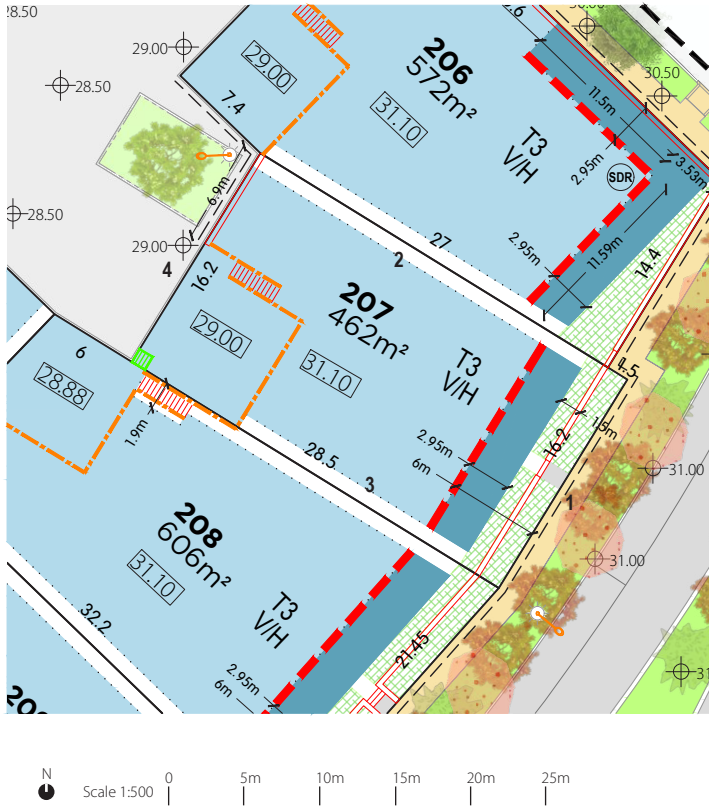 28.50
29.00
28.50
29.00
7.4
206
572m²
31.10
T3
V/H
30.50
11.5m
3.53m
2.95m
SDR
11.59m
2.95m
14.4
6.9m
28.50
29.00
4
16.2
27
2
207
462m²
29.00
31.10
T3
V/H
1.5
1.5m
16.2
1
31.00
31.00
6
28.88
1.9m
28.5
3
2.95m
6m
208
606m²
31.10
T3
V/H
32.2
2.95m
6m
21.45
N
Scale 1:500
0
5m
10m
15m
20m
25m